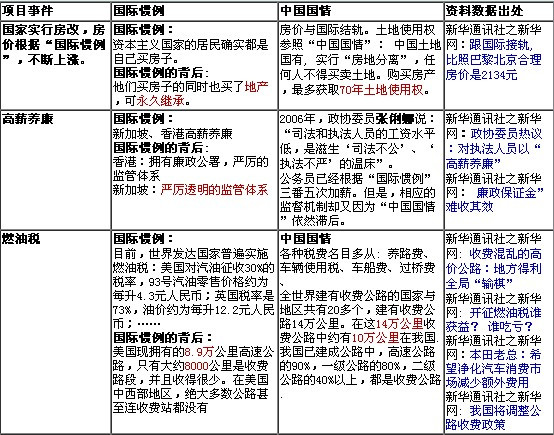 项目事件
国际惯例
中国国情
资料数据出处
国家实行房改，房
价根据“国际惯例
”，不断上涨。
国际惯例：
资本主义国家的居民确实都是
自己买房子。
国际惯例的背后：
他们买房子的同时也买了地产
，可永久继承。
房价与国际结轨。土地使用权
参照“中国国情”： 中国土地
国有, 实行“房地分离”，任
何人不得买卖土地。购买房产
，最多获取70年土地使用权。
新华通讯社之新华
网：跟国际接轨，
比照巴黎北京合理
房价是2134元
高薪养廉
国际惯例：
新加坡、香港高薪养廉
国际惯例的背后：
香港：拥有廉政公署，严厉的
监管体系
新加坡：严厉透明的监管体系
2006年，政协委员张俐娜说：
“司法和执法人员的工资水平
低，是滋生‘司法不公’、‘
执法不严’的温床”。
公务员已经根据“国际惯例”
三番五次加薪。但是，相应的
监督机制却又因为“中国国情
”依然滞后。
新华通讯社之新华
网：政协委员热议
：对执法人员以“
高薪养廉”
新华通讯社之新华
网： 廉政保证金”
难收其效
燃油税
国际惯例：
目前，世界发达国家普遍实施
燃油税：美国对汽油征收30%的
税率，93号汽油零售价格约为
每升4.3元人民币；英国税率是
73%，油价约为每升12.2元人民
币；……
国际惯例的背后：
美国现拥有的8.9万公里高速公
路，只有大约8000公里是收费
路段，并且收得很少。在美国
中西部地区，绝大多数公路甚
至连收费站都没有
中国国情
各种税费名目多从: 养路费、
车辆使用税、车船费、过桥费
、
全世界建有收费公路的国家与
地区共有20多个，建有收费公
路14万公里。在这14万公里收
费公路中约有10万公里在我国.
我国已建成公路中，高速公路
的90%，一级公路的80%，二级
公路的40%以上，都是收费公路
.
新华通讯社之新华
网：收费混乱的高
价公路：地方得利
全局“输棋”
新华通讯社之新华
网: 开征燃油税谁
获益？ 谁吃亏？
新华通讯社之新华
网：本田老总：希
望净化汽车消费市
场减少额外费用
新华通讯社之新华
网: 我国将调整公
路收费政策